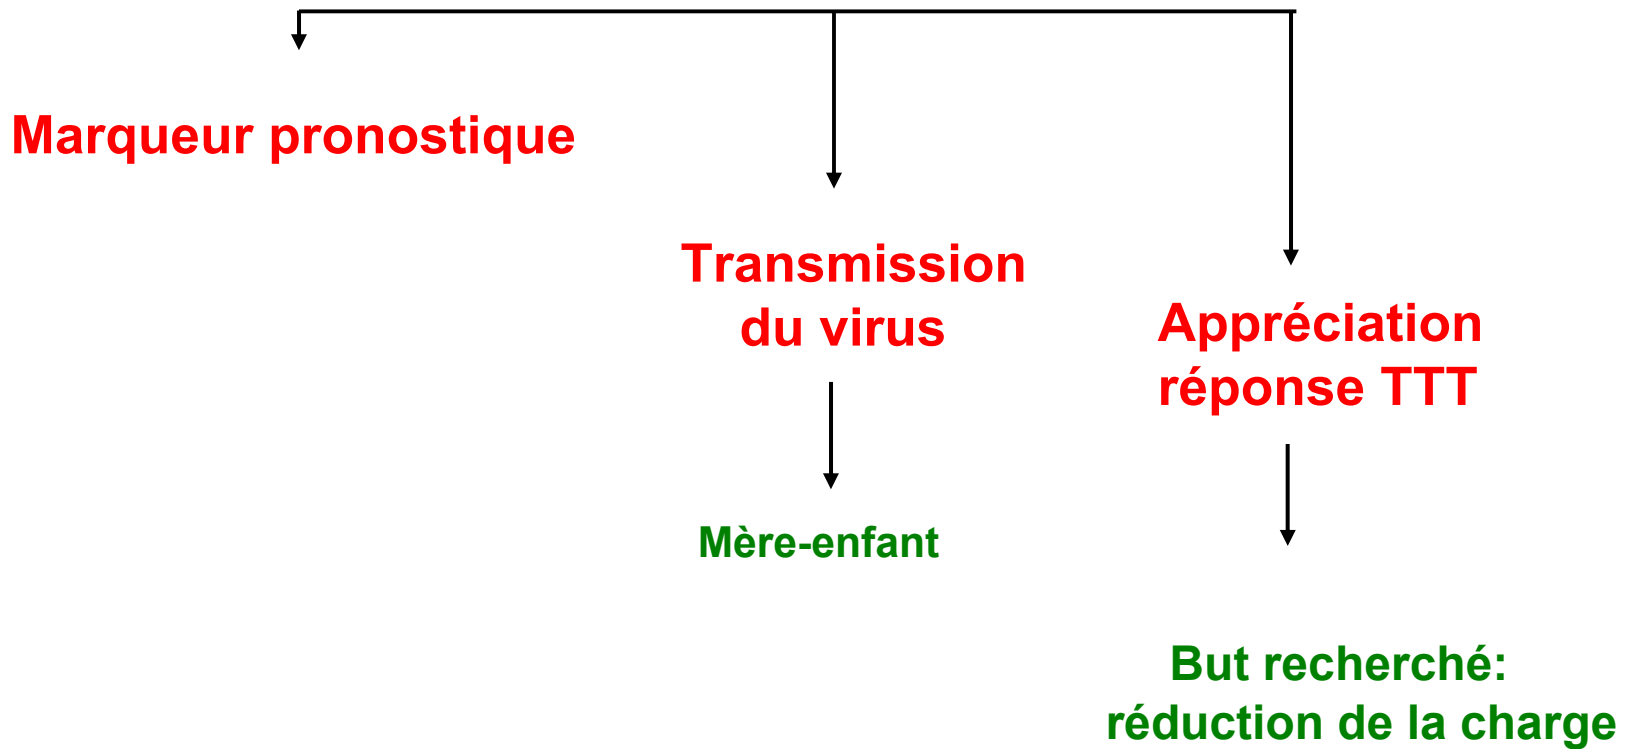 Marqueur pronostique
Transmission
du virus
Appréciation
réponse TTT
Mère-enfant
But recherché:
réduction de la charge